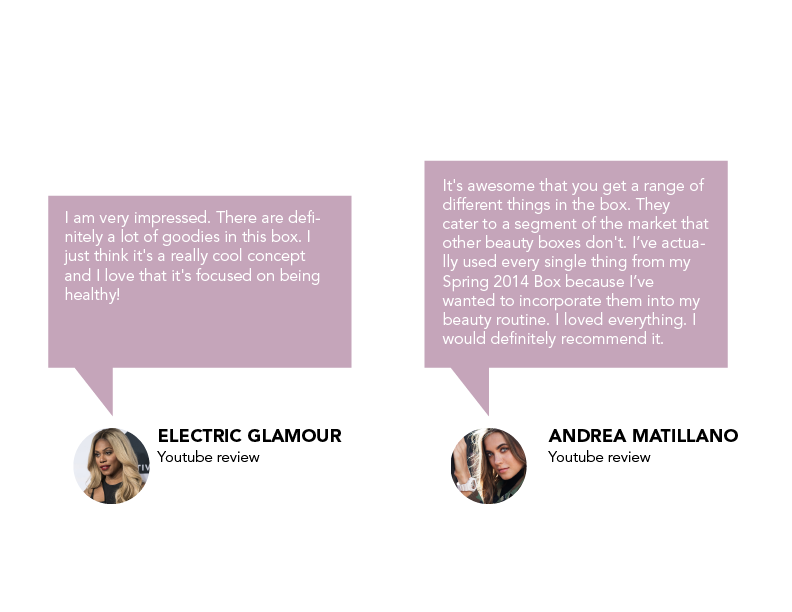 I am very impressed. There are defi-
nitely a lot of goodies in this box. I
just think it's a really cool concept
and I love that it's focused on being
healthy!
ELECTRIC GLAMOUR
Youtube review
It's awesome that you get a range of
different things in the box. They
cater to a segment of the market that
other beauty boxes don't. I’ve actua-
lly used every single thing from my
Spring 2014 Box because I’ve
wanted to incorporate them into my
beauty routine. I loved everything. I
would definitely recommend it.
ANDREA MATILLANO
Youtube review